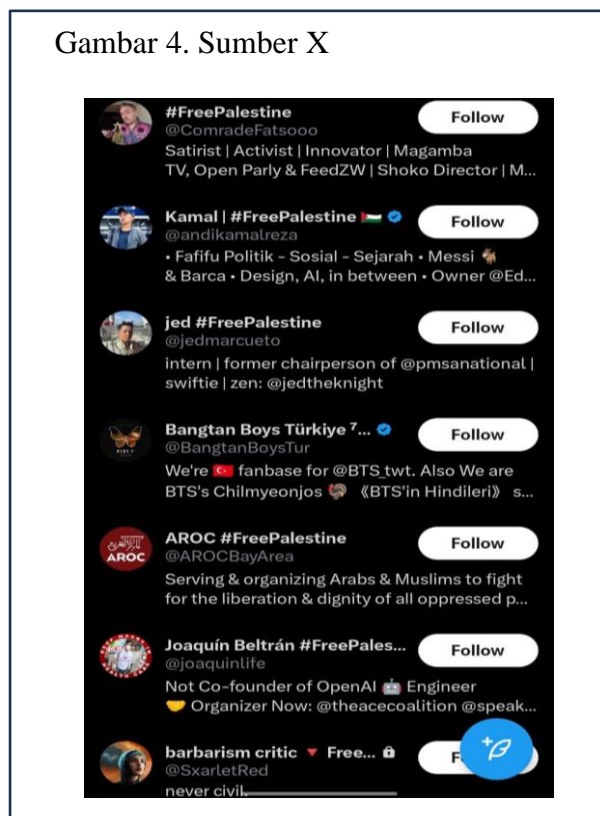 Gambar 4. Sumber X
#FreePalestine
Follow
@ComradeFatsooo
Satirist | Activist | Innovator | Magamba
TV, Open Parly & FeedZW | Shoko Director | M...
Kamal | #FreePalestine 🇵🇸
Follow
@andikamalreza
• Fafifu Politik - Sosial - Sejarah • Messi 🐐
& Barca • Design, AI, in between • Owner @Ed...
jed #FreePalestine
Follow
@jedmarcueto
intern | former chairperson of @pmsanational |
swiftie | zen: @jedtheknight
Bangtan Boys Türkiye ⁷...
Follow
@BangtanBoysTur
We're 🇹🇷 fanbase for @BTS_twt. Also We are
BTS's Chilmyeonjos 🦃 《BTS'in Hindileri》 s...
AROC
AROC #FreePalestine
Follow
@AROCBayArea
Serving & organizing Arabs & Muslims to fight
for the liberation & dignity of all oppressed p...
Joaquín Beltrán #FreePales...
Follow
@joaquinlife
Not Co-founder of OpenAI 🤖 Engineer
🤝 Organizer Now: @theacecoalition @speak...
barbarism critic 🔻 Free...
@SxarletRed
never civil.